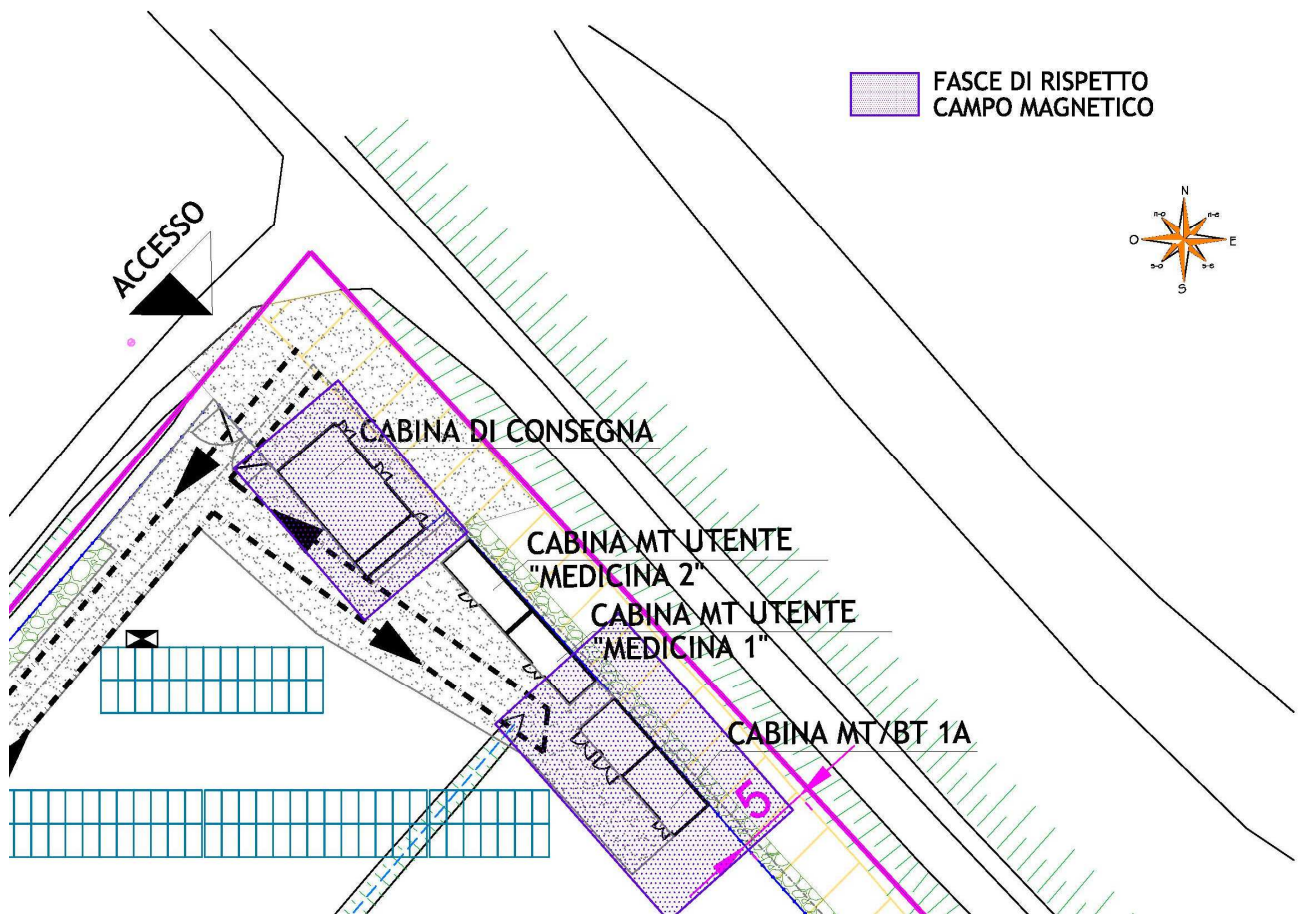 FASCE DI RISPETTO
CAMPO MAGNETICO
N
n-o
n-e
O
E
s-o
s-e
S
ACCESSO
CABINA DI CONSEGNA
CABINA MT UTENTE
"MEDICINA 2"
CABINA MT UTENTE
"MEDICINA 1"
CABINA MT/BT 1A
5